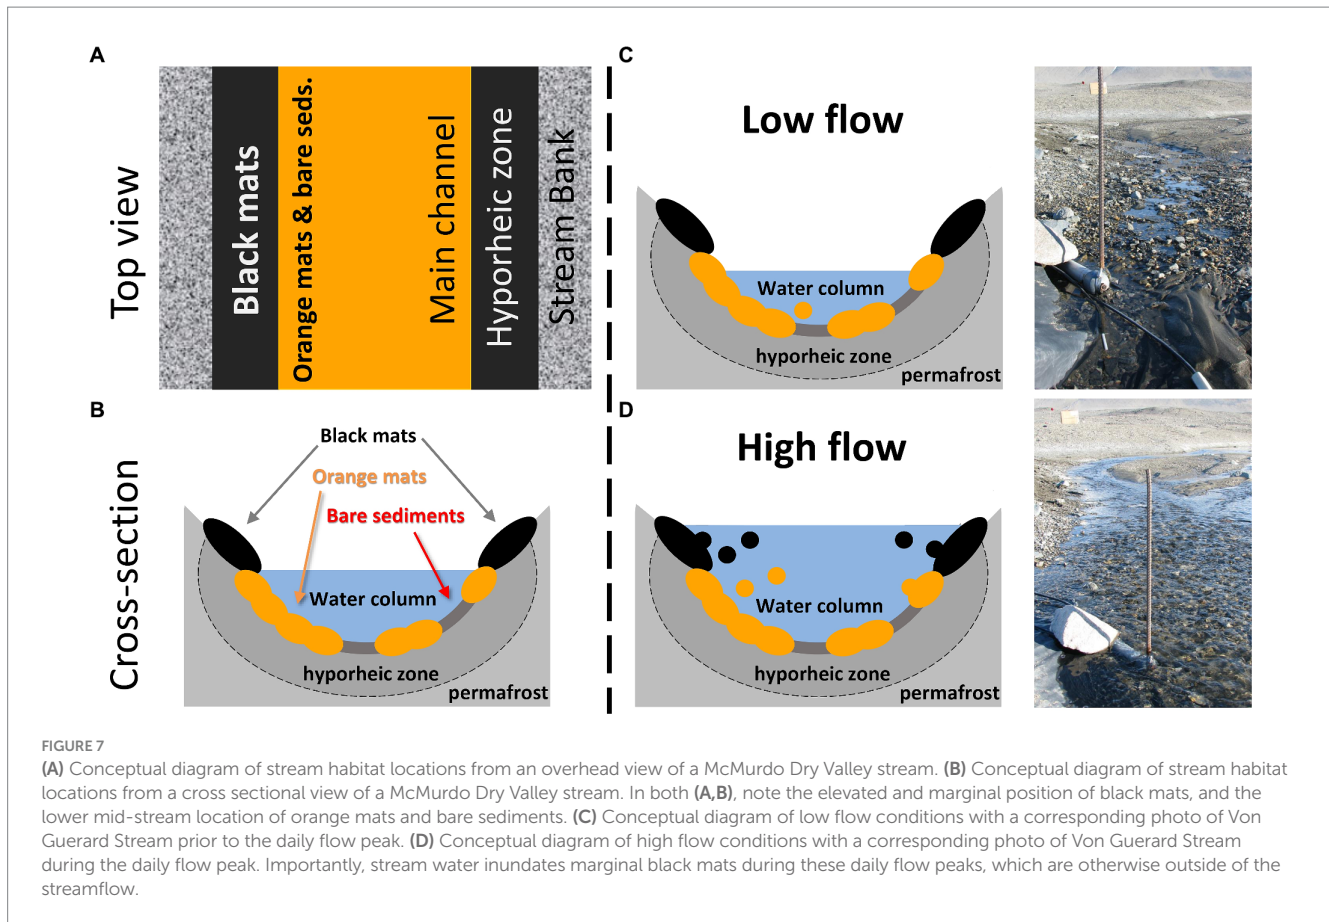 A
Top view
Black mats
Orange mats & bare seds.
Main channel
Hyporheic zone
Stream Bank
B
Cross-section
Black mats
Orange mats
Bare sediments
Water column
hyporheic zone
permafrost
C
Low flow
Water column
hyporheic zone
permafrost
D
High flow
Water column
hyporheic zone
permafrost
FIGURE 7
(A) Conceptual diagram of stream habitat locations from an overhead view of a McMurdo Dry Valley stream. (B) Conceptual diagram of stream habitat
locations from a cross sectional view of a McMurdo Dry Valley stream. In both (A,B), note the elevated and marginal position of black mats, and the
lower mid-stream location of orange mats and bare sediments. (C) Conceptual diagram of low flow conditions with a corresponding photo of Von
Guerard Stream prior to the daily flow peak. (D) Conceptual diagram of high flow conditions with a corresponding photo of Von Guerard Stream
during the daily flow peak. Importantly, stream water inundates marginal black mats during these daily flow peaks, which are otherwise outside of the
streamflow.